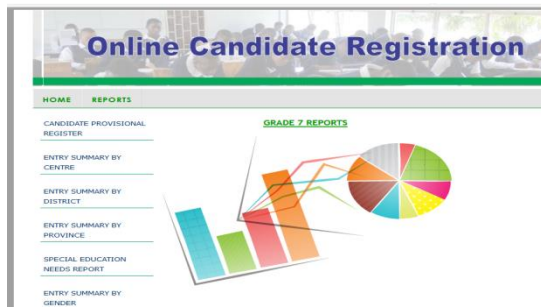 Online Candidate Registration
HOME REPORTS
CANDIDATE PROVISIONAL
REGISTER
ENTRY SUMMARY BY
CENTRE
ENTRY SUMMARY BY
DISTRICT
ENTRY SUMMARY BY
PROVINCE
SPECIAL EDUCATION
NEEDS REPORT
ENTRY SUMMARY BY
GENDER
GRADE 7 REPORTS